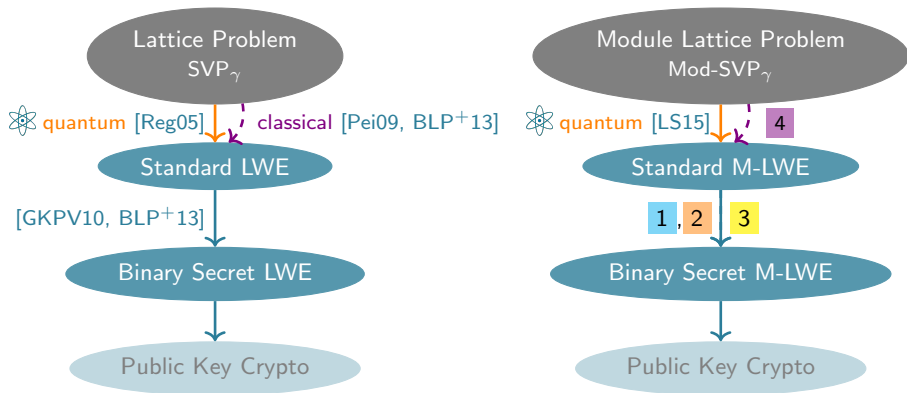 Lattice Problem
SVPγ
quantum [Reg05]
classical [Pei09, BLP+13]
Standard LWE
[GKPV10, BLP+13]
Binary Secret LWE
Public Key Crypto
Module Lattice Problem
Mod-SVPγ
quantum [LS15]
4
Standard M-LWE
1 , 2 3
Binary Secret M-LWE
Public Key Crypto